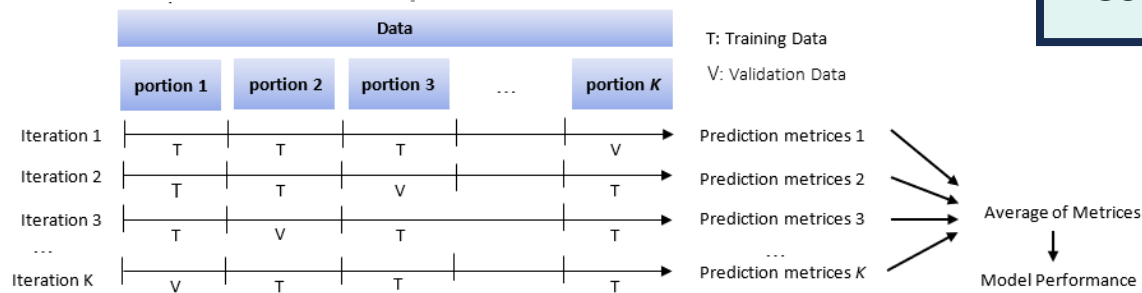 Data
T: Training Data
V: Validation Data
portion 1 portion 2 portion 3 ... portion K
Iteration 1 T T T V Prediction metrices 1
Iteration 2 T T V T Prediction metrices 2
Iteration 3 T V T T Prediction metrices 3
... ...
Iteration K V T T T Prediction metrices K
Average of Metrices
Model Performance